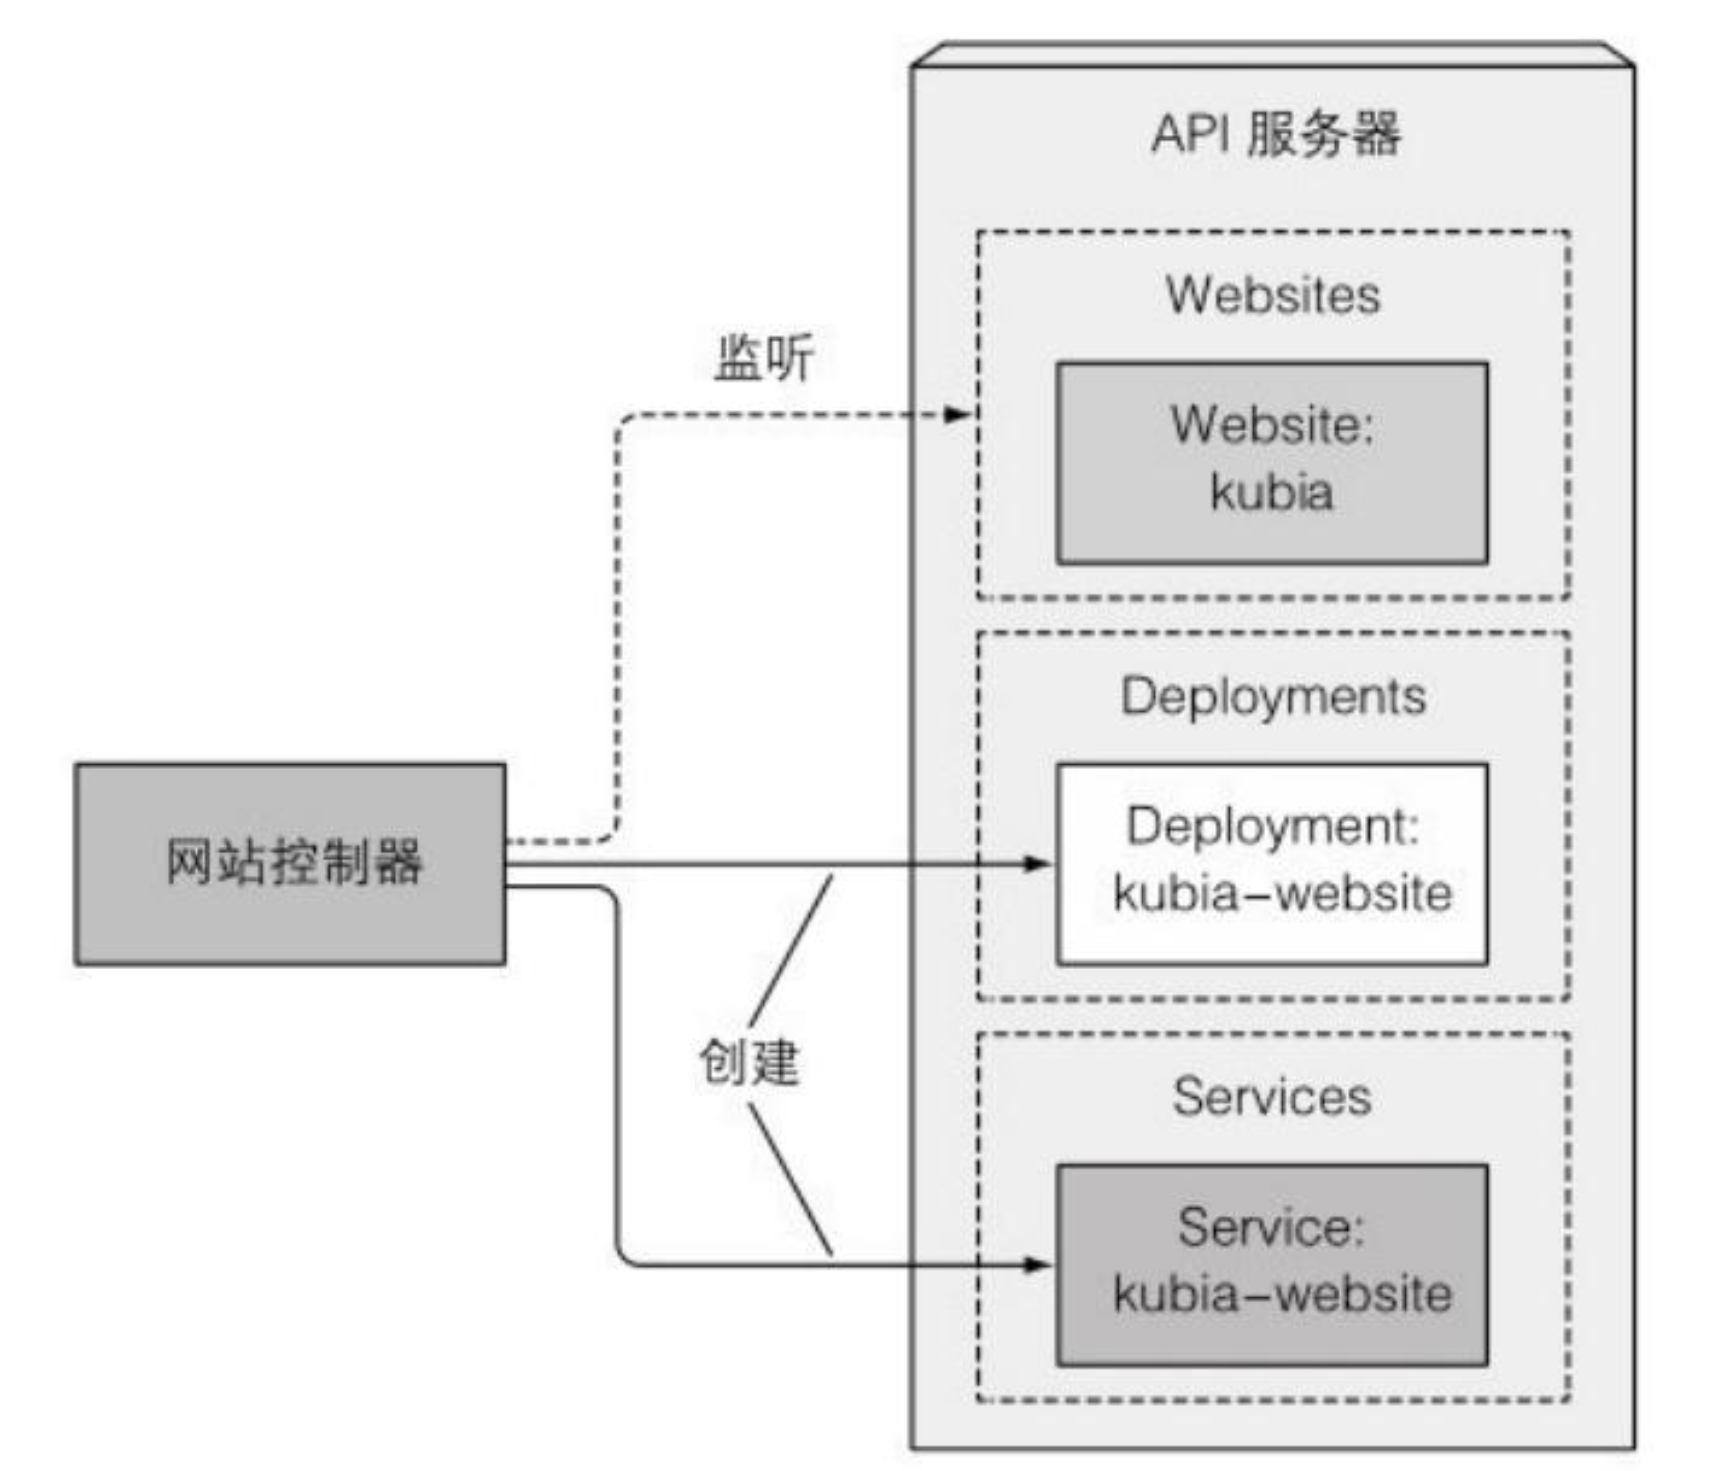 API 服务器
Websites
监听
Website:
kubia
Deployments
网站控制器
Deployment:
kubia–website
创建
Services
Service:
kubia–website